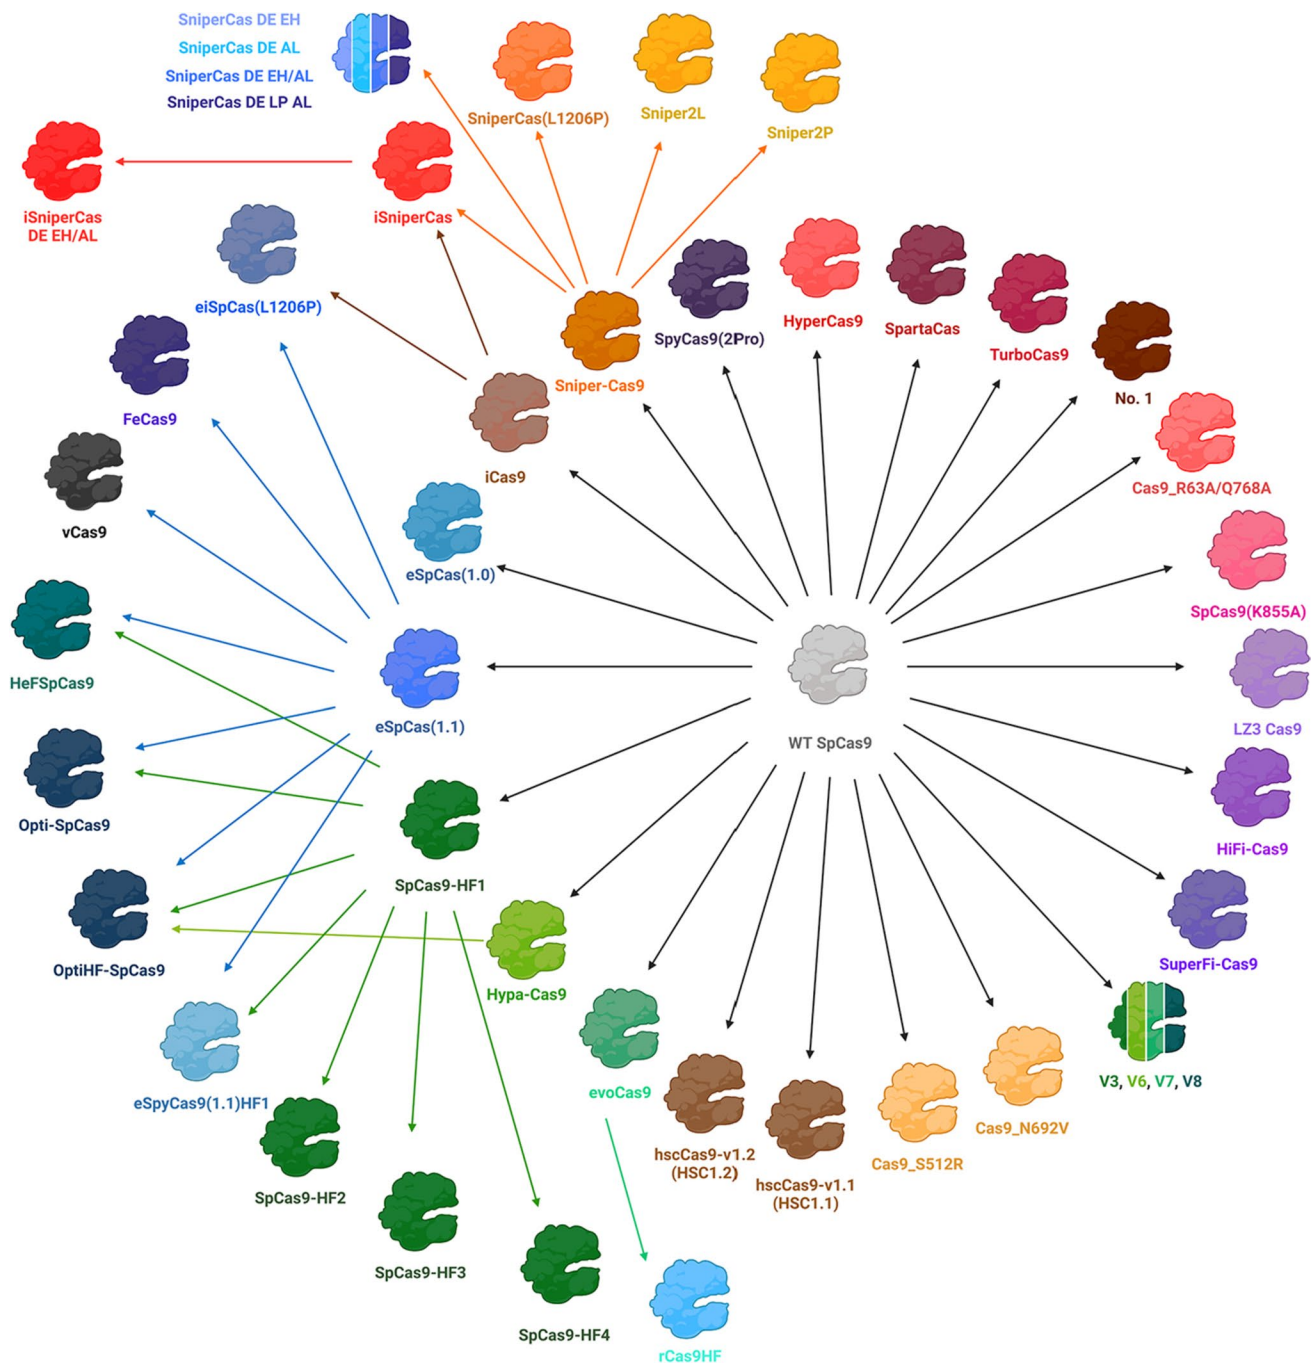 SniperCas DE EH
SniperCas DE AL
SniperCas DE EH/AL
SniperCas DE LP AL
SniperCas(L1206P)
Sniper2L
Sniper2P
iSniperCas
DE EH/AL
iSniperCas
eiSpCas(L1206P)
SpyCas9(2Pro)
HyperCas9
SpartaCas
TurboCas9
No. 1
FeCas9
Sniper-Cas9
iCas9
Cas9_R63A/Q768A
vCas9
eSpCas(1.0)
SpCas9(K855A)
HeFSpCas9
eSpCas(1.1)
WT SpCas9
LZ3 Cas9
Opti-SpCas9
SpCas9-HF1
HiFi-Cas9
OptiHF-SpCas9
Hypa-Cas9
SuperFi-Cas9
eSpyCas9(1.1)HF1
evoCas9
V3, V6, V7, V8
hscCas9-v1.2
(HSC1.2)
hscCas9-v1.1
(HSC1.1)
Cas9_S512R
Cas9_N692V
SpCas9-HF2
SpCas9-HF3
SpCas9-HF4
rCas9HF